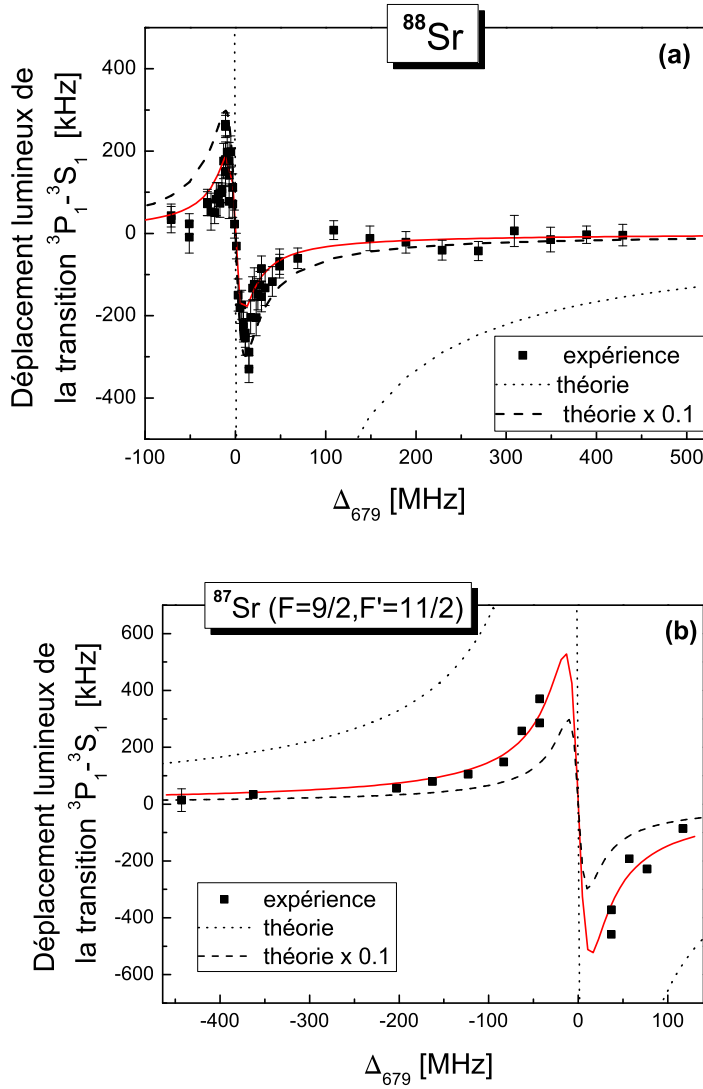 ⁸⁸Sr
(a)
Déplacement lumineux de
la transition ³P₁-³S₁ [kHz]
400
200
0
-200
-400
expérience
théorie
théorie x 0.1
-100 0 100 200 300 400 500
Δ₆₇₉ [MHz]
⁸⁷Sr (F=9/2,F'=11/2)
(b)
Déplacement lumineux de
la transition ³P₁-³S₁ [kHz]
600
400
200
0
-200
-400
-600
expérience
théorie
théorie x 0.1
-400 -300 -200 -100 0 100
Δ₆₇₉ [MHz]